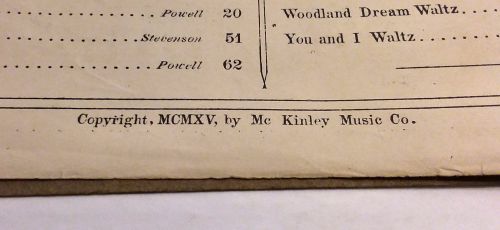 Powell 20
Stevenson 51
Powell 62
Woodland Dream Waltz
You and I Waltz
Copyright, MCMXV, by Mc Kinley Music Co.